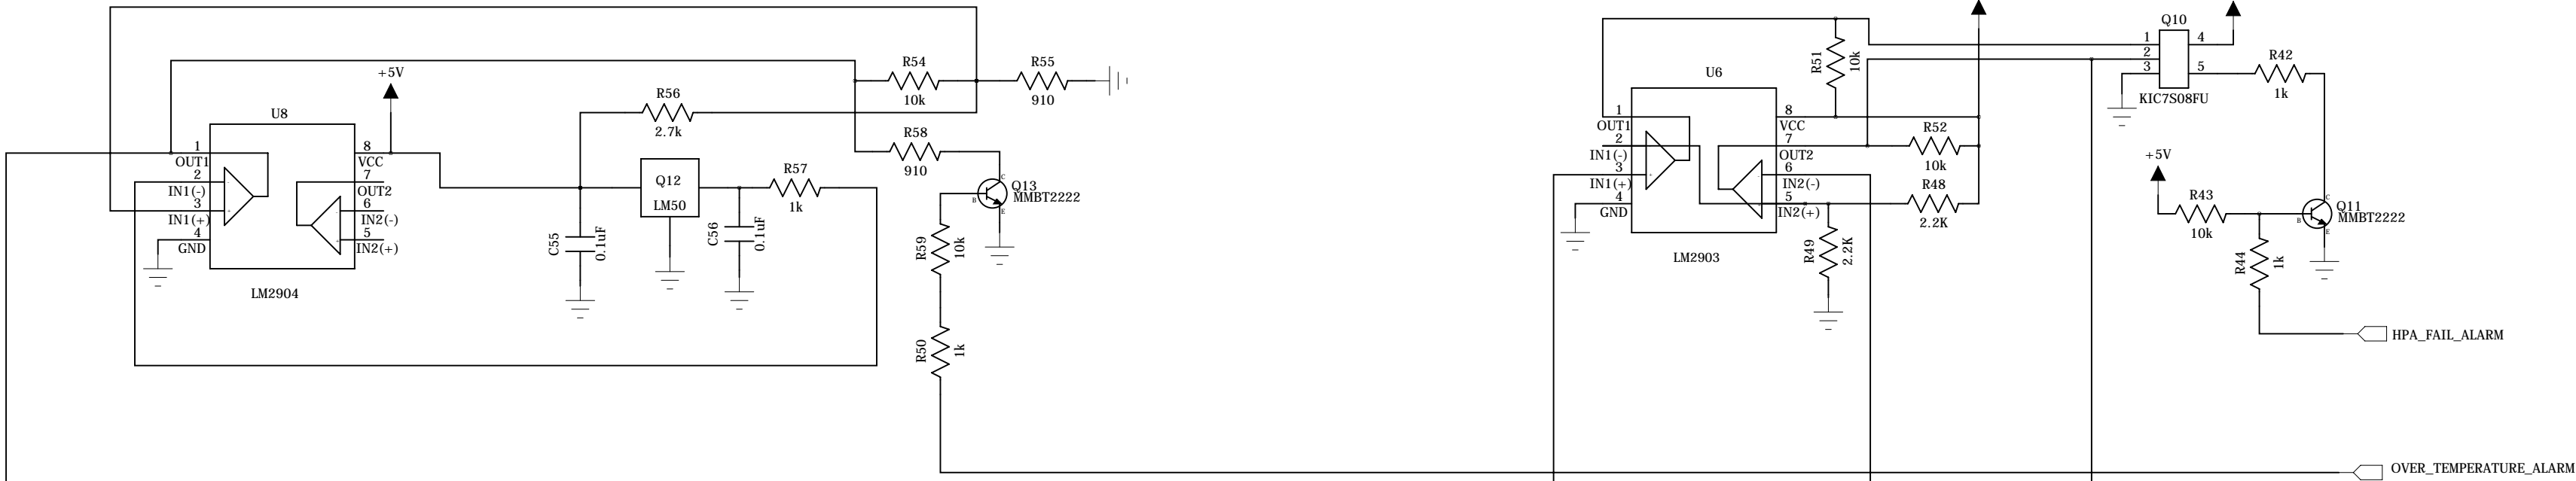 U8
+5V
1
OUT1
2
IN1(-)
3
IN1(+)
4
GND
8
VCC
7
OUT2
6
IN2(-)
5
IN2(+)
LM2904
R56
2.7k
C55
0.1uF
Q12
LM50
C56
0.1uF
R57
1k
R54
10k
R55
910
R58
910
C
B
E
Q13
MMBT2222
R59
10k
R50
1k
U6
1
OUT1
2
IN1(-)
3
IN1(+)
4
GND
8
VCC
7
OUT2
6
IN2(-)
5
IN2(+)
LM2903
R51
10k
R52
10k
R48
2.2K
R49
2.2K
Q10
1
2
3
4
5
KIC7S08FU
R42
1k
+5V
R43
10k
R44
1k
C
B
E
Q11
MMBT2222
HPA_FAIL_ALARM
OVER_TEMPERATURE_ALARM